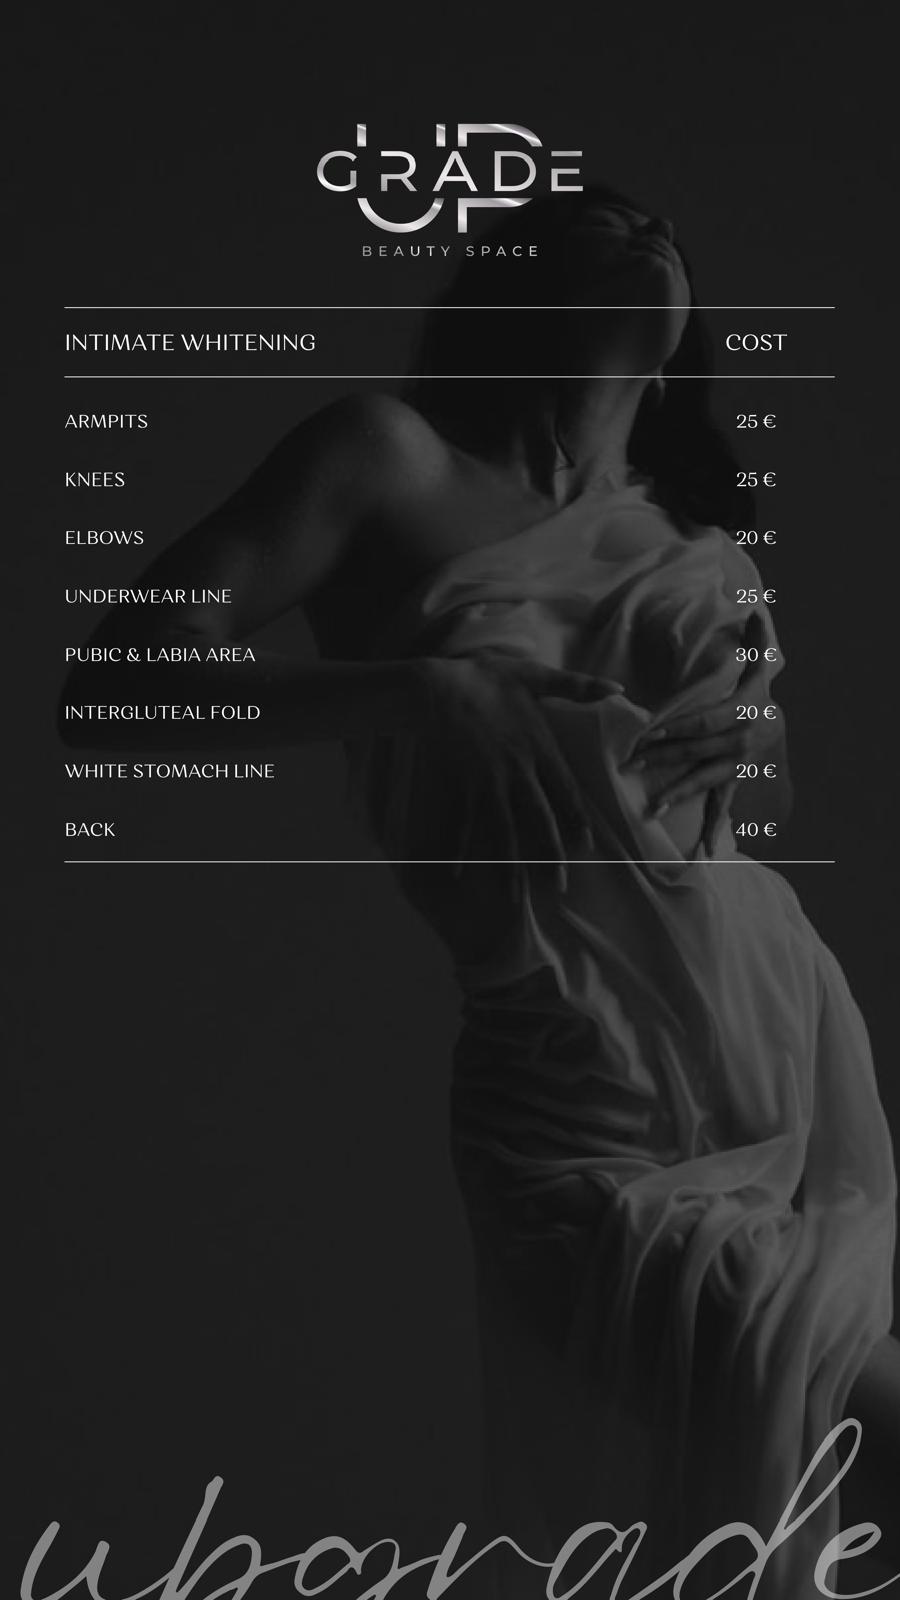 UP
GRADE
BEAUTY SPACE
INTIMATE WHITENING COST
ARMPITS 25 €
KNEES 25 €
ELBOWS 20 €
UNDERWEAR LINE 25 €
PUBIC & LABIA AREA 30 €
INTERGLUTEAL FOLD 20 €
WHITE STOMACH LINE 20 €
BACK 40 €
upgrade